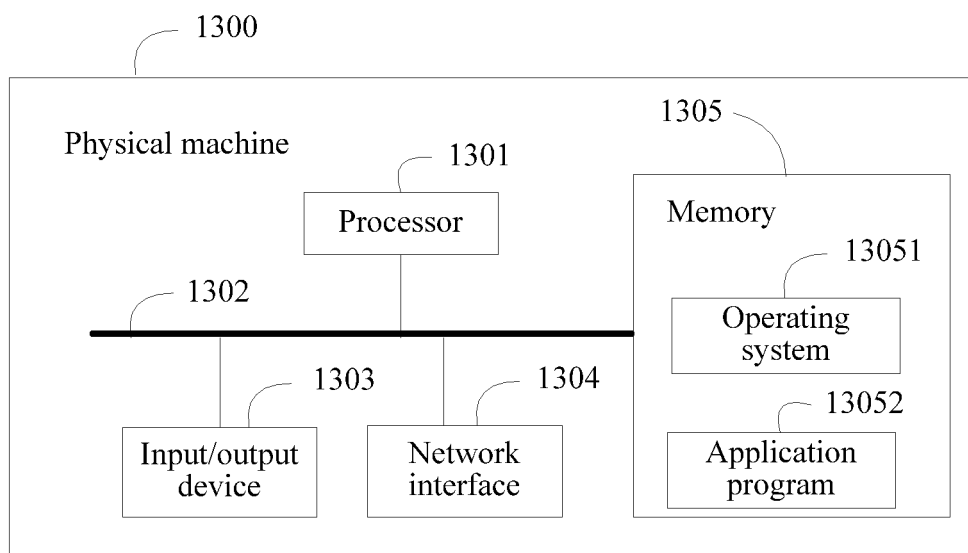 1300
1305
Physical machine
1301
Processor
Memory
13051
1302
Operating
system
1303
1304
13052
Input/output
device
Network
interface
Application
program